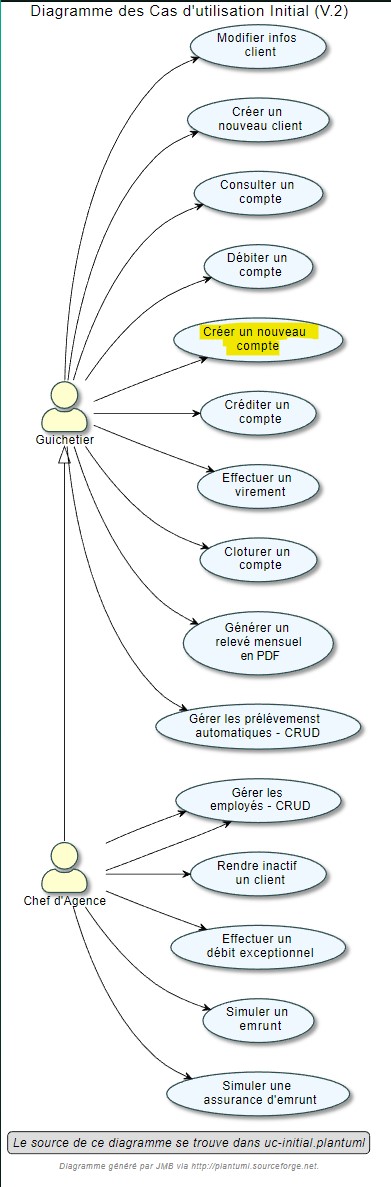 Diagramme des Cas d'utilisation Initial (V.2)
Modifier infos
client
Créer un
nouveau client
Consulter un
compte
Débiter un
compte
Créer un nouveau
compte
Créditer un
compte
Guichetier
Effectuer un
virement
Cloturer un
compte
Générer un
relevé mensuel
en PDF
Gérer les prélévemenst
automatiques - CRUD
Gérer les
employés - CRUD
Rendre inactif
un client
Chef d'Agence
Effectuer un
débit exceptionnel
Simuler un
emrunt
Simuler une
assurance d'emrunt
Le source de ce diagramme se trouve dans uc-initial.plantuml
Diagramme généré par JMB via http://plantuml.sourceforge.net.